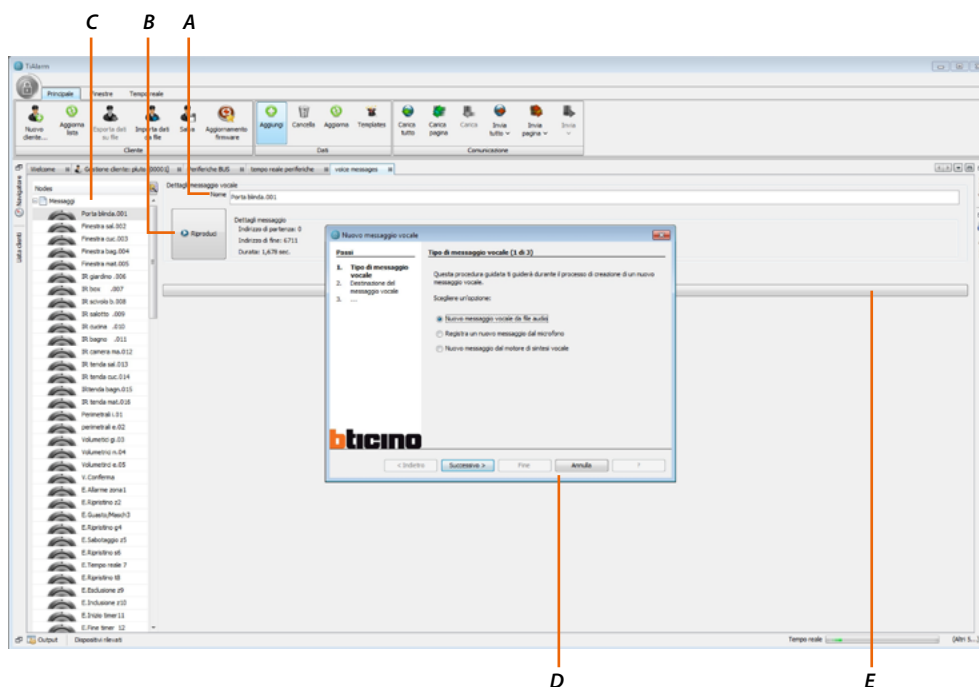 C B A
TiAlarm
Principale Finestre Tempo reale
Nuovo cliente... Aggiorna lista Esporta dati su file Importa dati da file Salva Aggiornamento firmware Aggiungi Cancella Aggiorna Templates Carica tutto Carica pagina Carica Invia tutto Invia pagina Invia
Cliente Dati Comunicazione
Welcome Gestione cliente: pluto [00001] Periferiche BUS tempo reale periferiche voice messages
Navigatore
Lista clienti
Nodes
Messaggi
Porta blinda.001
Finestra sal.002
Finestra cuc.003
Finestra bag.004
Finestra mat.005
IR giardino .006
IR box .007
IR scivolo b.008
IR salotto .009
IR cucina .010
IR bagno .011
IR camera ma.012
IR tenda sal.013
IR tenda cuc.014
IRtenda bagn.015
IR tenda mat.016
Perimetrali i.01
perimetrali e.02
Volumetrici gi.03
Volumetrici n.04
Volumetrici e.05
V.Conferma
E.Allarme zona1
E.Ripristino z2
E.Guasto/Masch3
E.Ripristino g4
E.Sabotaggio z5
E.Ripristino s6
E.Tempo reale 7
E.Ripristino t8
E.Esclusione z9
E.Inclusione z10
E.Inizio timer11
E.Fine timer 12
Dettagli messaggio vocale
Nome Porta blinda.001
Riproduci
Dettagli messaggio
Indirizzo di partenza: 0
Indirizzo di fine: 6711
Durata: 1,678 sec.
Nuovo messaggio vocale
Passi
1. Tipo di messaggio vocale
2. Destinazione del messaggio vocale
3. ...
Tipo di messaggio vocale (1 di 3)
Questa procedura guidata ti guiderà durante il processo di creazione di un nuovo
messaggio vocale.
Scegliere un'opzione:
Nuovo messaggio vocale da file audio
Registra un nuovo messaggio dal microfono
Nuovo messaggio dal motore di sintesi vocale
bticino
< Indietro Successivo > Fine Annulla ?
Output Dispositivi rilevati Tempo reale (Altri 5...)
D E